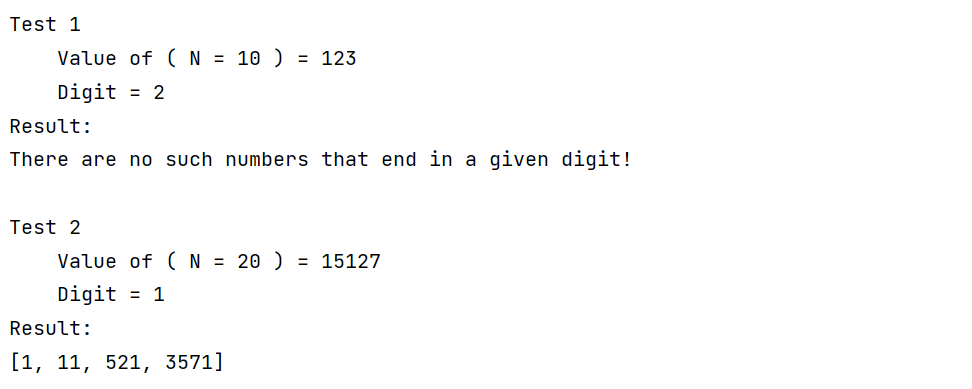 Test 1
    Value of ( N = 10 ) = 123
    Digit = 2
Result:
There are no such numbers that end in a given digit!

Test 2
    Value of ( N = 20 ) = 15127
    Digit = 1
Result:
[1, 11, 521, 3571]